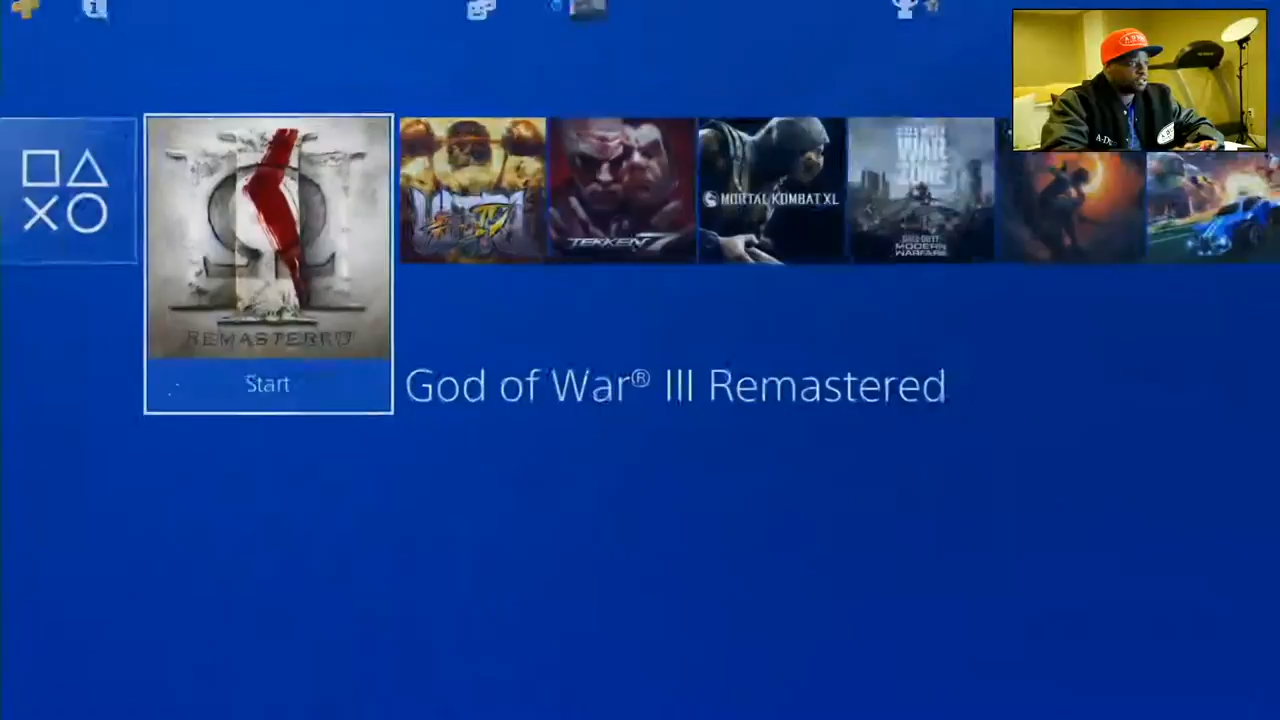 REMASTERED
Start
God of War® III Remastered
IV
TEKKEN 7
MORTAL KOMBAT XL
WAR
ZONE
CALL OF DUTY
MODERN
WARFARE